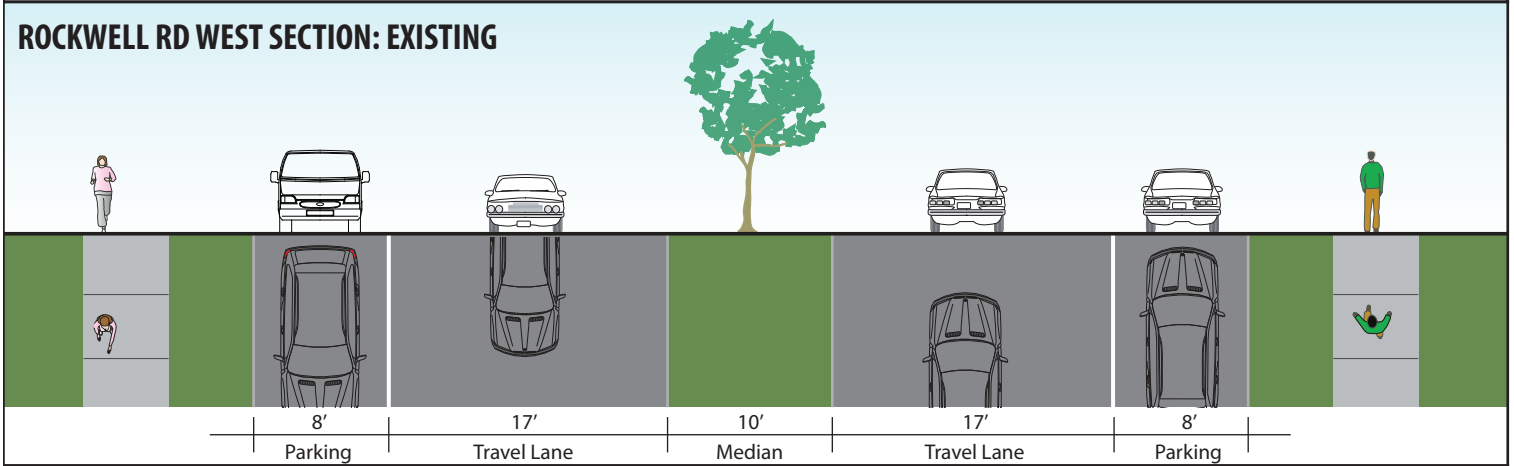 ROCKWELL RD WEST SECTION: EXISTING
8’ 17’ 10’ 17’ 8’
Parking Travel Lane Median Travel Lane Parking